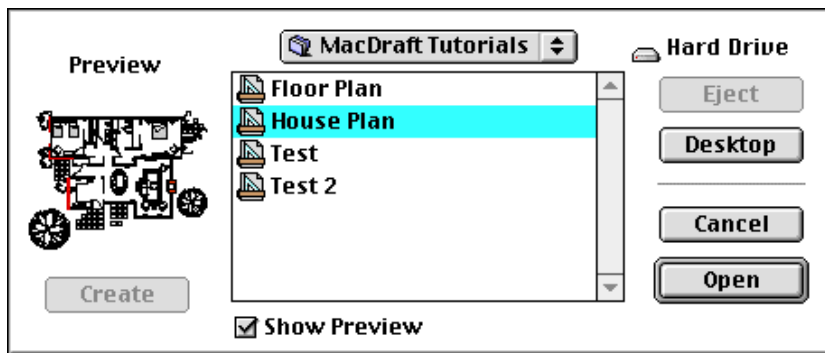 Preview
Create
MacDraft Tutorials
Floor Plan
House Plan
Test
Test 2
Show Preview
Hard Drive
Eject
Desktop
Cancel
Open